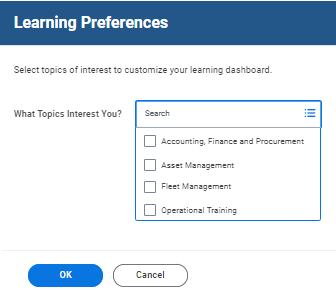 Learning Preferences
Select topics of interest to customize your learning dashboard.
What Topics Interest You?
Search
Accounting, Finance and Procurement
Asset Management
Fleet Management
Operational Training
OK
Cancel